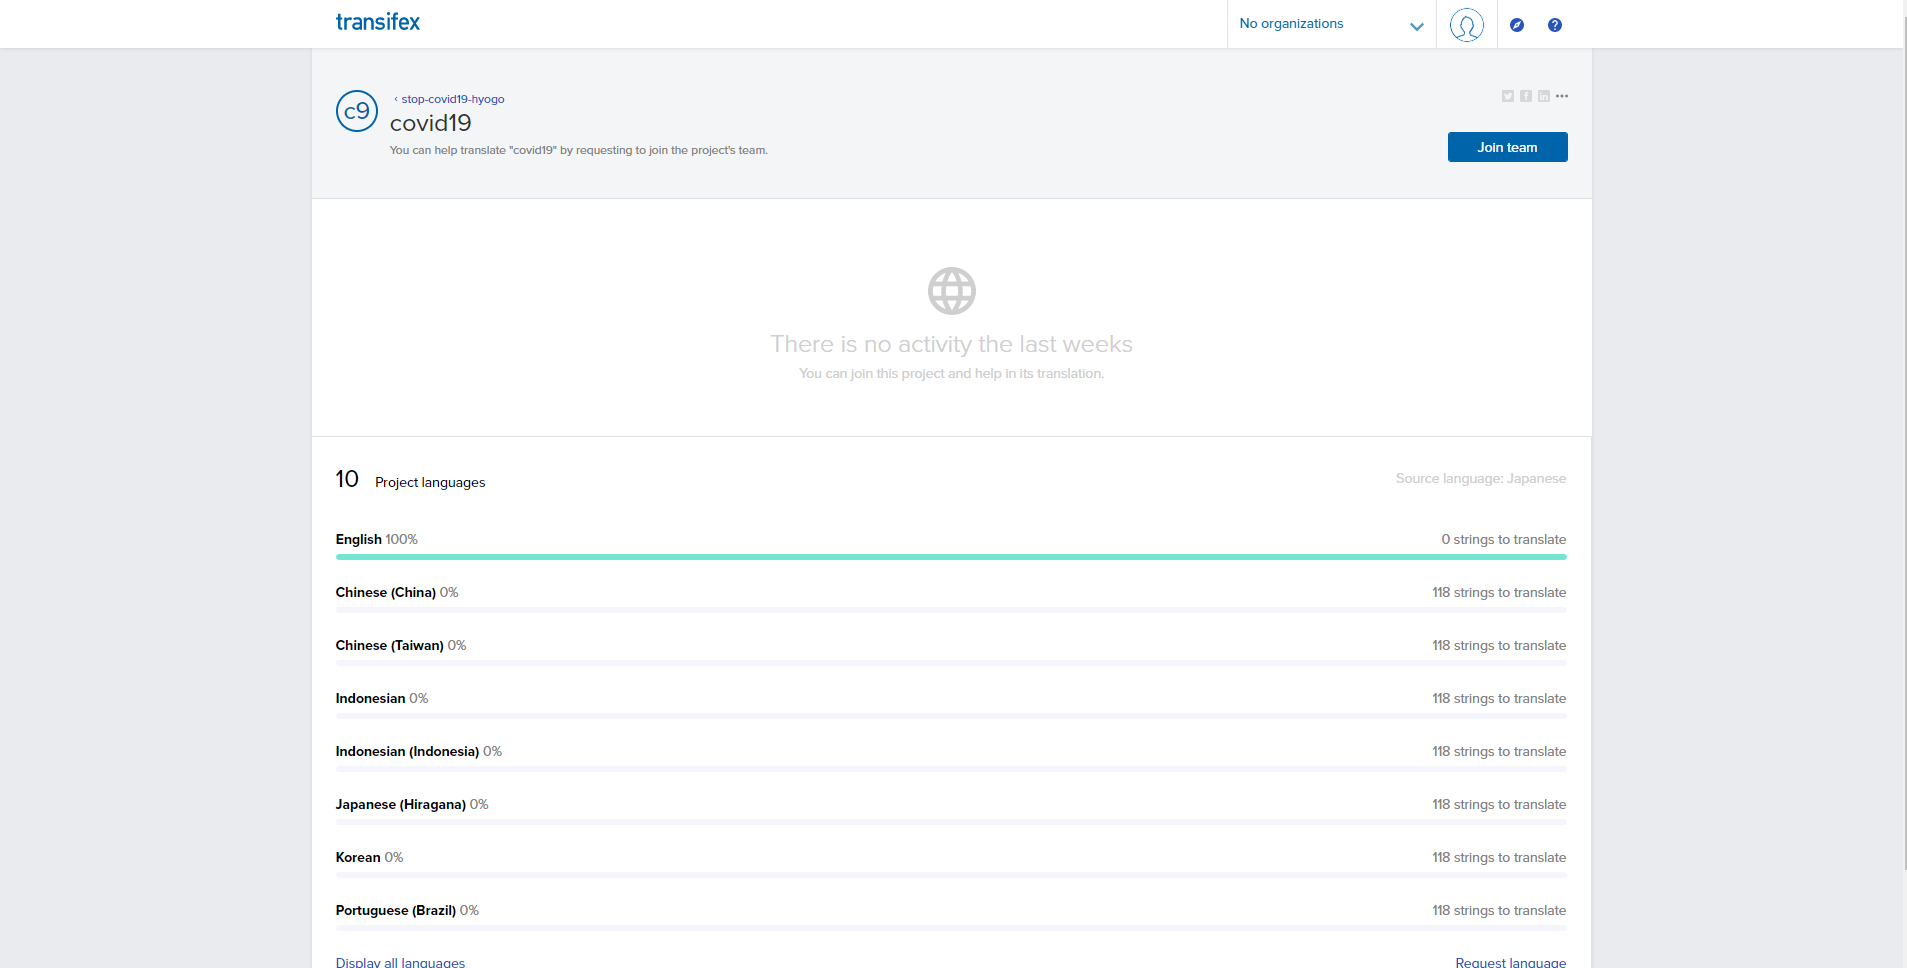 transifex
No organizations
c9
‹ stop-covid19-hyogo
covid19
You can help translate "covid19" by requesting to join the project's team.
Join team
There is no activity the last weeks
You can join this project and help in its translation.
10 Project languages
Source language: Japanese
English 100%
0 strings to translate
Chinese (China) 0%
118 strings to translate
Chinese (Taiwan) 0%
118 strings to translate
Indonesian 0%
118 strings to translate
Indonesian (Indonesia) 0%
118 strings to translate
Japanese (Hiragana) 0%
118 strings to translate
Korean 0%
118 strings to translate
Portuguese (Brazil) 0%
118 strings to translate
Display all languages
Request language